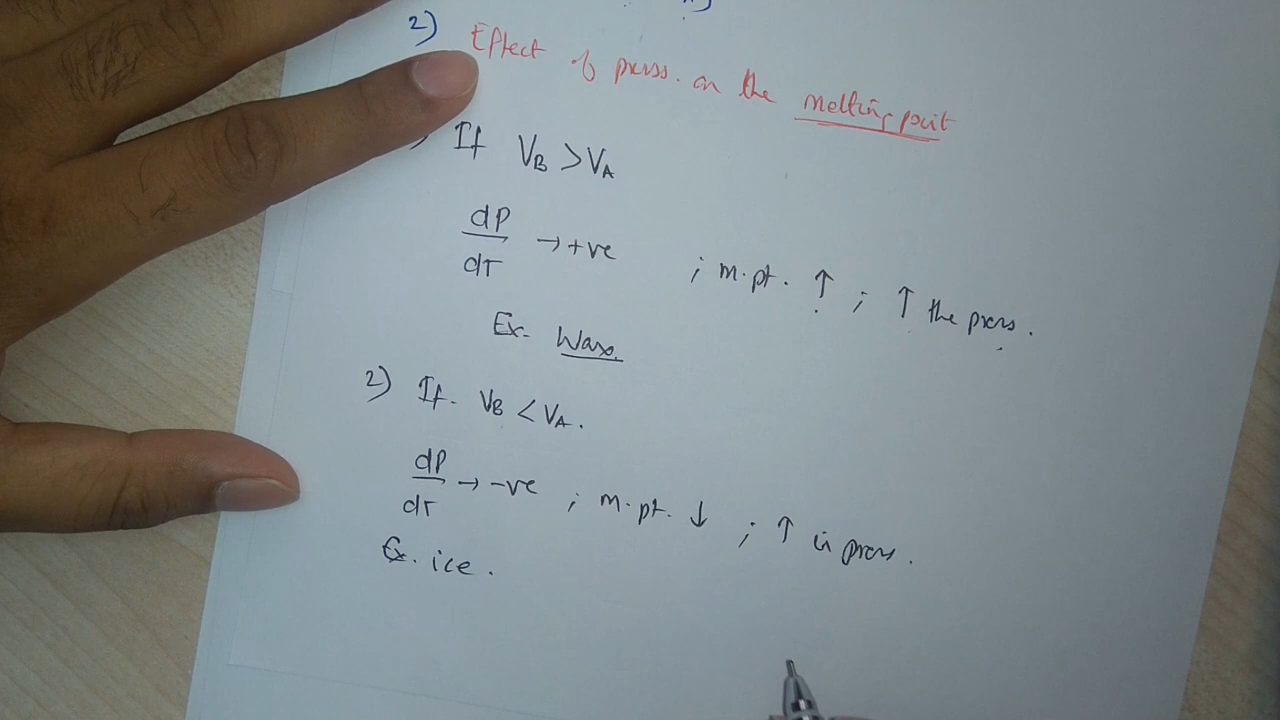 2) Effect of press. on the melting point
If VB > VA
dP
dT → +ve ; m.pt. ↑ ; ↑ the press.
Ex- Wax.
2) If- VB < VA.
dP
dT → -ve ; m.pt. ↓ ; ↑ in press.
Ex. ice.